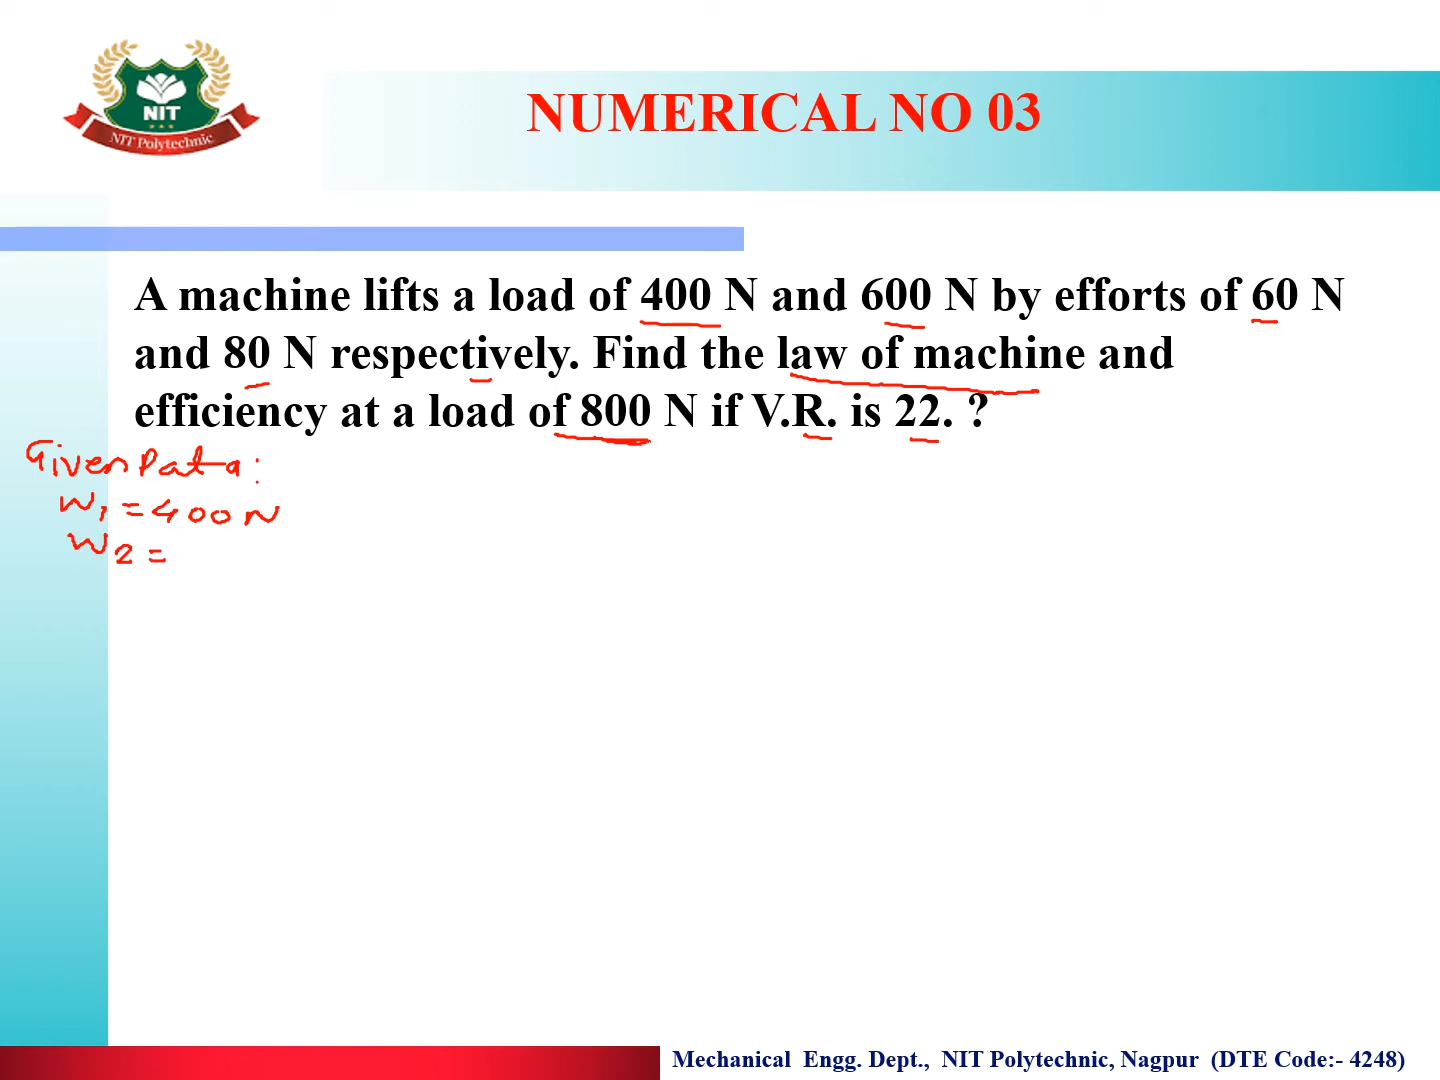 NIT
NIT Polytechnic
NUMERICAL NO 03
A machine lifts a load of 400 N and 600 N by efforts of 60 N
and 80 N respectively. Find the law of machine and
efficiency at a load of 800 N if V.R. is 22. ?
Given Data:
W1 = 400 N
W2 =
Mechanical Engg. Dept., NIT Polytechnic, Nagpur (DTE Code:- 4248)